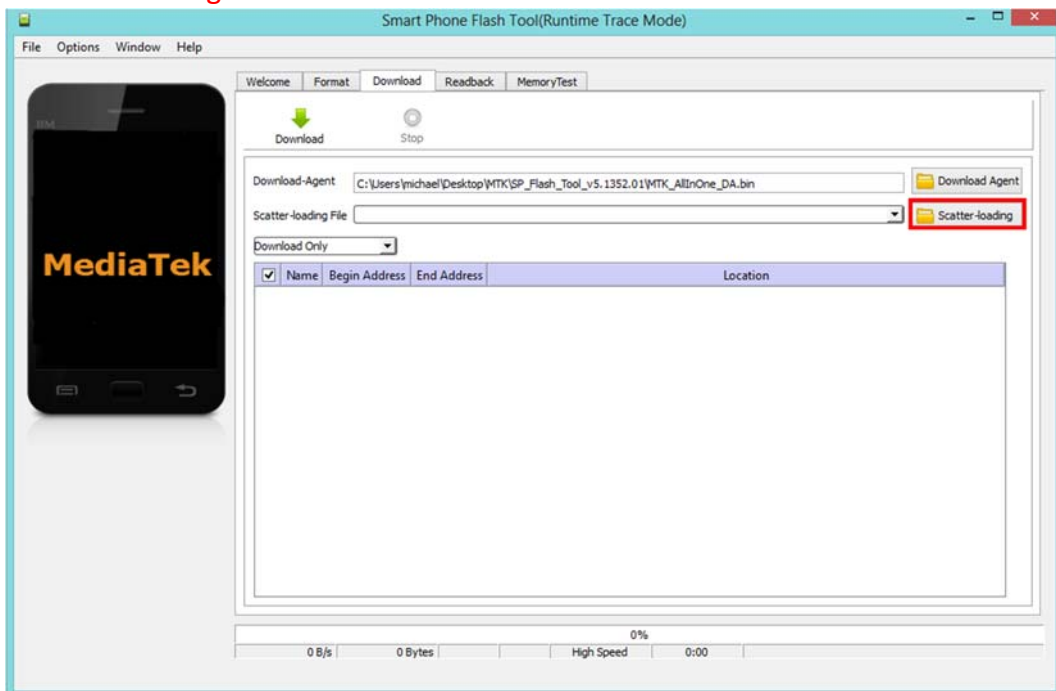 Smart Phone Flash Tool(Runtime Trace Mode)
File Options Window Help
Welcome Format Download Readback MemoryTest
Download Stop
Download-Agent C:\Users\michael\Desktop\MTK\SP_Flash_Tool_v5.1352.01\MTK_AllInOne_DA.bin Download Agent
Scatter-loading File Scatter-loading
Download Only
Name Begin Address End Address Location
MediaTek
0%
0 B/s 0 Bytes High Speed 0:00